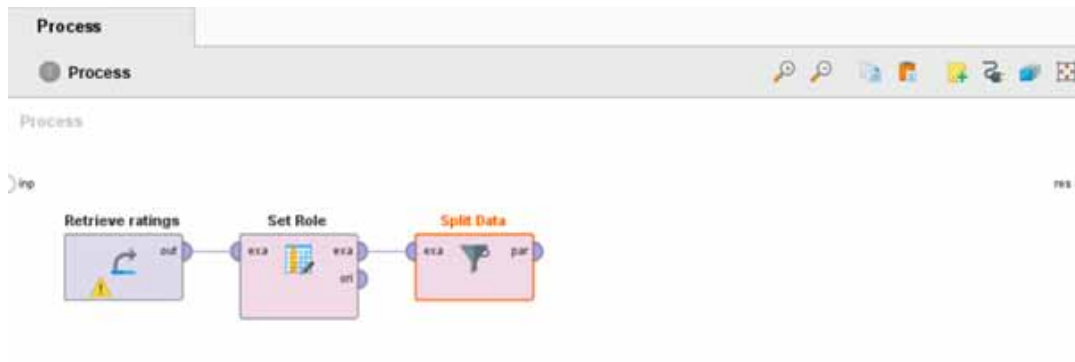 Process
Process
Process
inp
res
Retrieve ratings
Set Role
Split Data
out
exa
exa
ori
exa
par